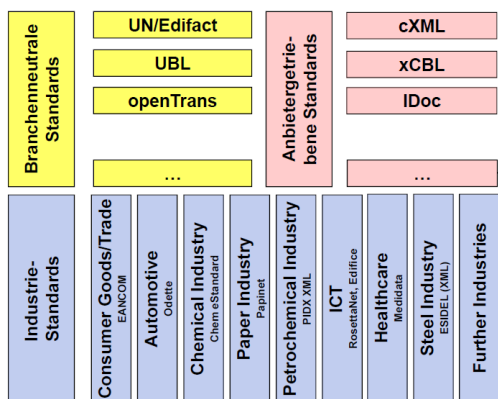 Branchenneutrale
Standards
UN/Edifact
UBL
openTrans
...
Anbietergetrie-
bene Standards
cXML
xCBL
IDoc
...
Industrie-
Standards
Consumer Goods/Trade
EANCOM
Automotive
Odette
Chemical Industry
Chem eStandard
Paper Industry
Papinet
Petrochemical Industry
PIDX XML
ICT
RosettaNet, Edifice
Healthcare
Medidata
Steel Industry
ESIDEL (XML)
Further Industries